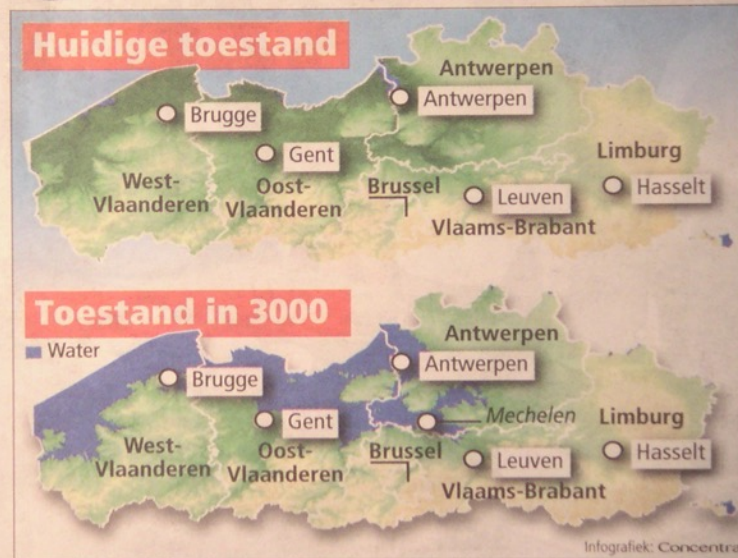 Huidige toestand
Antwerpen
Antwerpen
Brugge
Gent
Limburg
West-
Vlaanderen
Oost-
Vlaanderen
Brussel
Leuven
Hasselt
Vlaams-Brabant
Toestand in 3000
Water
Antwerpen
Antwerpen
Brugge
Gent
Mechelen
Limburg
West-
Vlaanderen
Oost-
Vlaanderen
Brussel
Leuven
Hasselt
Vlaams-Brabant
Infografiek: Concentra